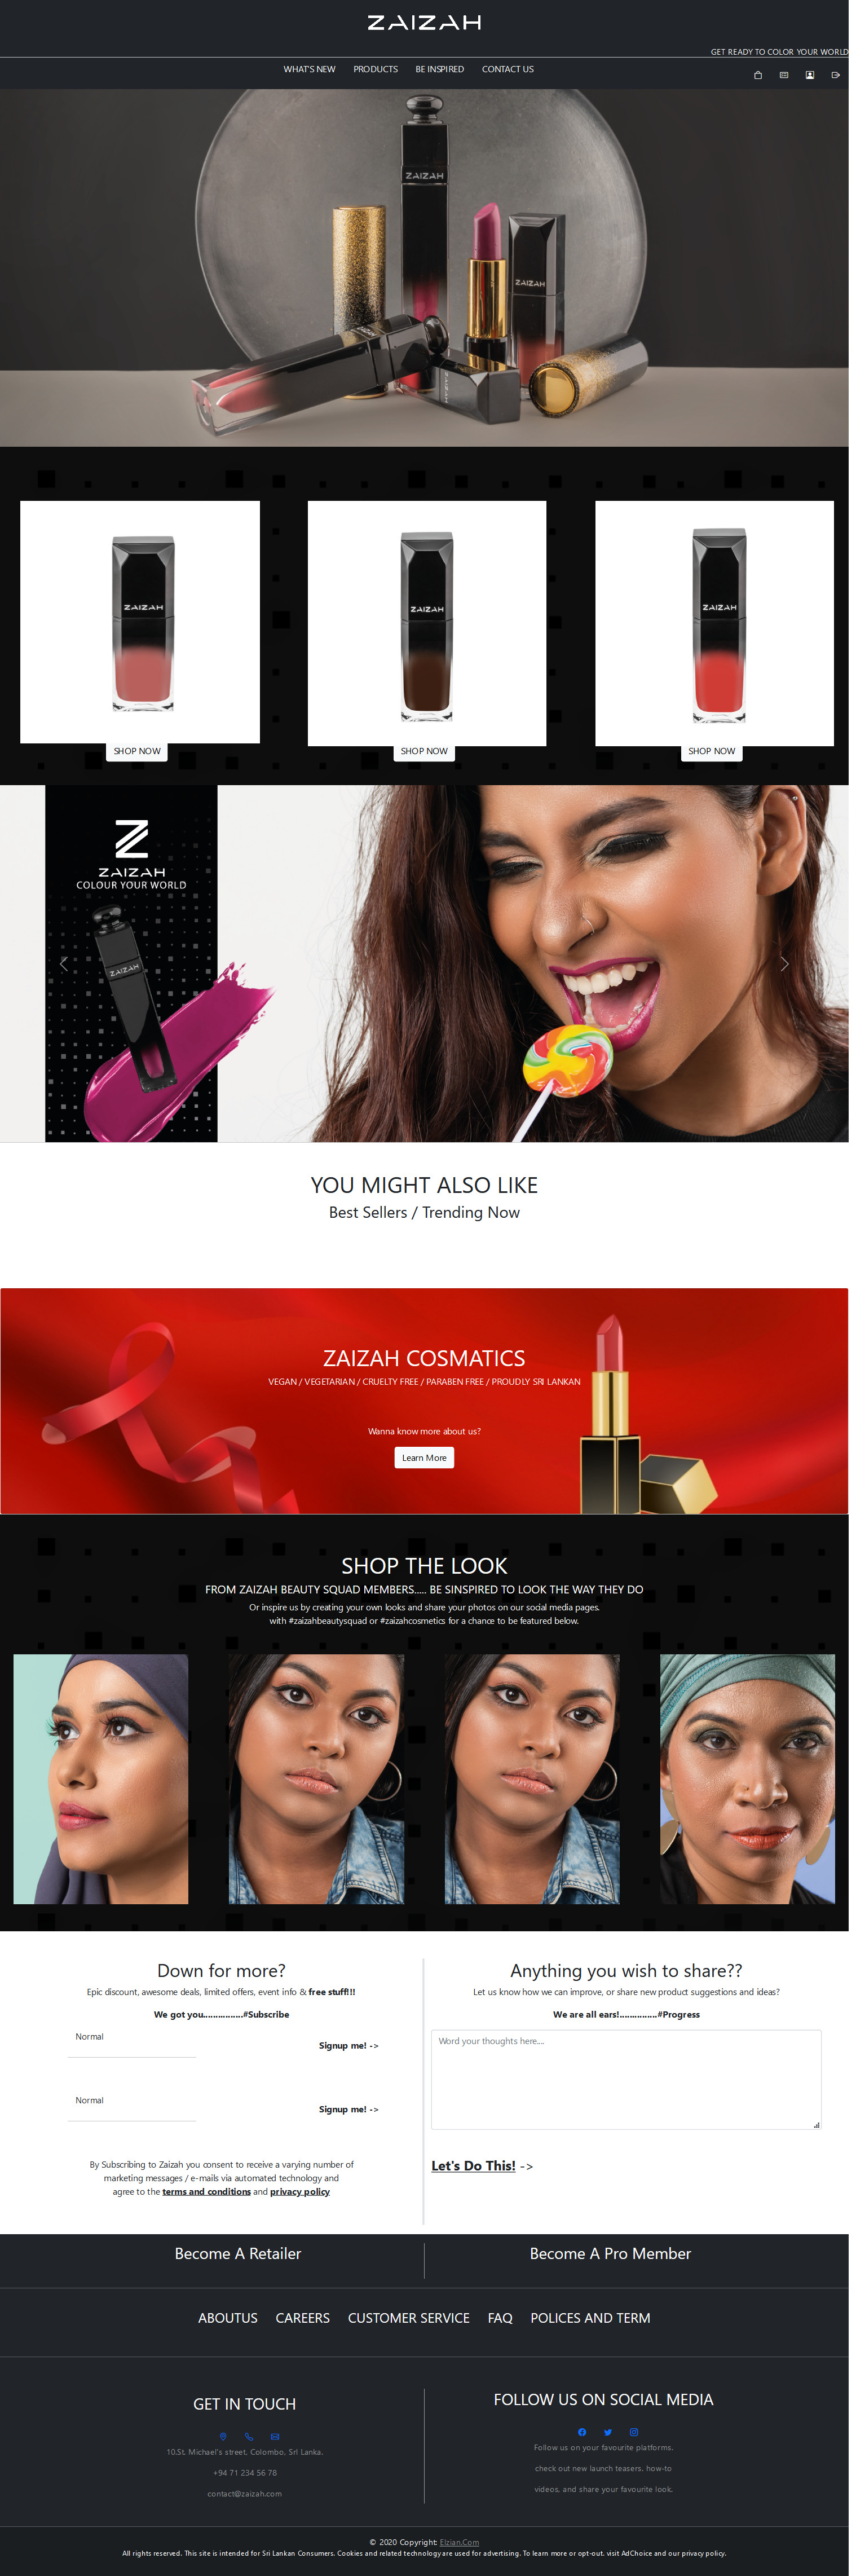 ZAIZAH
GET READY TO COLOR YOUR WORLD
WHAT'S NEW PRODUCTS BE INSPIRED CONTACT US
ZAIZAH
ZAIZAH
ZAIZAH
ZAIZAH ZAIZAH ZAIZAH
SHOP NOW SHOP NOW SHOP NOW
Z
ZAIZAH
COLOUR YOUR WORLD
ZAIZAH
YOU MIGHT ALSO LIKE
Best Sellers / Trending Now
ZAIZAH COSMATICS
VEGAN / VEGETARIAN / CRUELTY FREE / PARABEN FREE / PROUDLY SRI LANKAN
Wanna know more about us?
Learn More
SHOP THE LOOK
FROM ZAIZAH BEAUTY SQUAD MEMBERS..... BE SINSPIRED TO LOOK THE WAY THEY DO
Or inspire us by creating your own looks and share your photos on our social media pages.
with #zaizahbeautysquad or #zaizahcosmetics for a chance to be featured below.
Down for more?
Epic discount, awesome deals, limited offers, event info & free stuff!!!
We got you................#Subscribe
Normal
Signup me! ->
Normal
Signup me! ->
By Subscribing to Zaizah you consent to receive a varying number of
marketing messages / e-mails via automated technology and
agree to the terms and conditions and privacy policy
Anything you wish to share??
Let us know how we can improve, or share new product suggestions and ideas?
We are all ears!...............#Progress
Word your thoughts here....
Let's Do This! ->
Become A Retailer
Become A Pro Member
ABOUTUS CAREERS CUSTOMER SERVICE FAQ POLICES AND TERM
GET IN TOUCH
10.St. Michael's street, Colombo, Srl Lanka.
+94 71 234 56 78
contact@zaizah.com
FOLLOW US ON SOCIAL MEDIA
Follow us on your favourite platforms.
check out new launch teasers. how-to
videos, and share your favourite look.
© 2020 Copyright: Elzian.Com
All rights reserved. This site is intended for Sri Lankan Consumers. Cookies and related technology are used for advertising. To learn more or opt-out. visit AdChoice and our privacy policy.